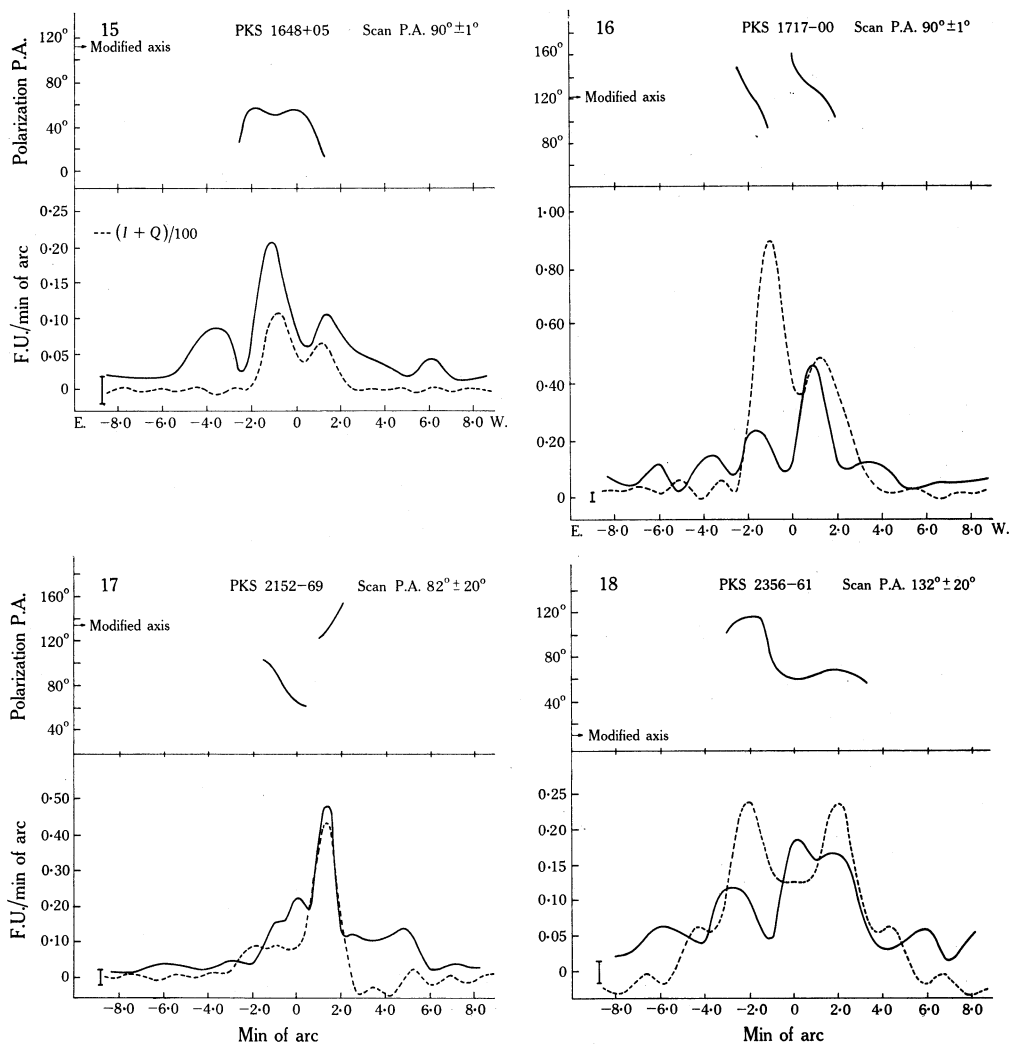 15 PKS 1648+05 Scan P.A. 90° ±1°
Polarization P.A.
120°
Modified axis
80°
40°
0
F.U./min of arc
0·25
--- (I + Q)/100
0·20
0·15
0·10
0·05
0
E. −8·0 −6·0 −4·0 −2·0 0 2·0 4·0 6·0 8·0 W.
16 PKS 1717−00 Scan P.A. 90° ±1°
160°
120°
Modified axis
80°
1·00
0·80
0·60
0·40
0·20
0
E. −8·0 −6·0 −4·0 −2·0 0 2·0 4·0 6·0 8·0 W.
17 PKS 2152−69 Scan P.A. 82° ± 20°
Polarization P.A.
160°
Modified axis
120°
80°
40°
F.U./min of arc
0·50
0·40
0·30
0·20
0·10
0
−8·0 −6·0 −4·0 −2·0 0 2·0 4·0 6·0 8·0
Min of arc
18 PKS 2356−61 Scan P.A. 132° ± 20°
120°
80°
40°
Modified axis
0·25
0·20
0·15
0·10
0·05
0
−8·0 −6·0 −4·0 −2·0 0 2·0 4·0 6·0 8·0
Min of arc